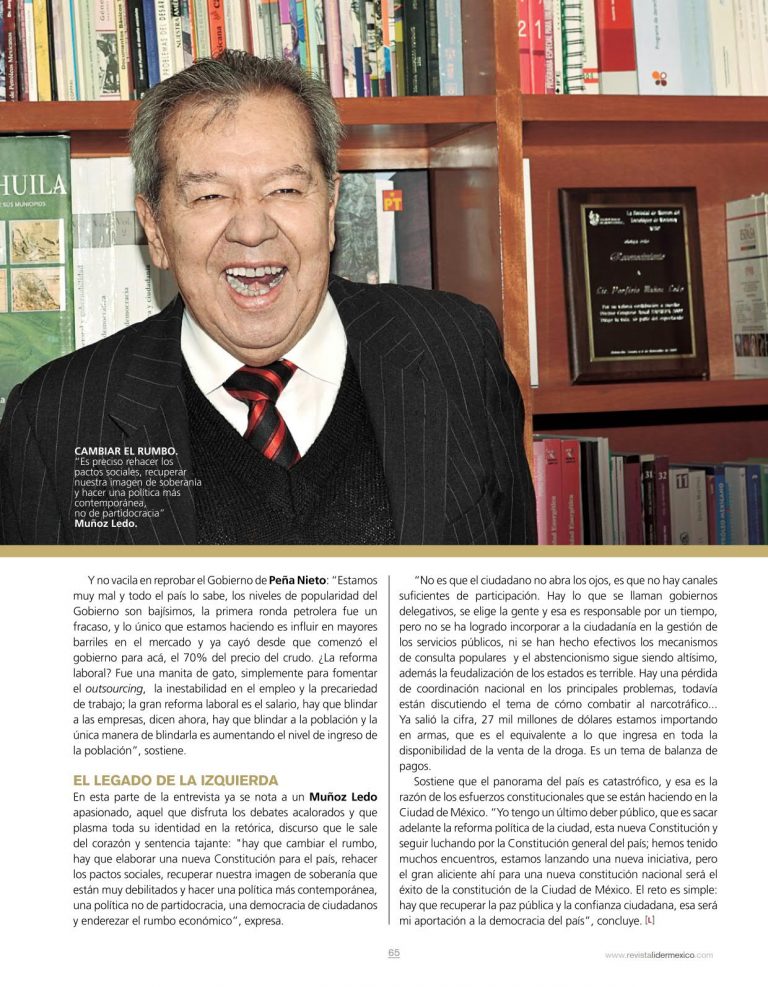 HUILA
SUS MUNICIPIOS
PT
Lic. Porfirio Muñoz Ledo
31
32
11
CAMBIAR EL RUMBO.
“Es preciso rehacer los
pactos sociales, recuperar
nuestra imagen de soberanía
y hacer una política más
contemporánea,
no de partidocracia”
Muñoz Ledo.
Y no vacila en reprobar el Gobierno de Peña Nieto: “Estamos
muy mal y todo el país lo sabe, los niveles de popularidad del
Gobierno son bajísimos, la primera ronda petrolera fue un
fracaso, y lo único que estamos haciendo es influir en mayores
barriles en el mercado y ya cayó desde que comenzó el
gobierno para acá, el 70% del precio del crudo. ¿La reforma
laboral? Fue una manita de gato, simplemente para fomentar
el outsourcing, la inestabilidad en el empleo y la precariedad
de trabajo; la gran reforma laboral es el salario, hay que blindar
a las empresas, dicen ahora, hay que blindar a la población y la
única manera de blindarla es aumentando el nivel de ingreso de
la población”, sostiene.
EL LEGADO DE LA IZQUIERDA
En esta parte de la entrevista ya se nota a un Muñoz Ledo
apasionado, aquel que disfruta los debates acalorados y que
plasma toda su identidad en la retórica, discurso que le sale
del corazón y sentencia tajante: "hay que cambiar el rumbo,
hay que elaborar una nueva Constitución para el país, rehacer
los pactos sociales, recuperar nuestra imagen de soberanía que
están muy debilitados y hacer una política más contemporánea,
una política no de partidocracia, una democracia de ciudadanos
y enderezar el rumbo económico”, expresa.
“No es que el ciudadano no abra los ojos, es que no hay canales
suficientes de participación. Hay lo que se llaman gobiernos
delegativos, se elige la gente y esa es responsable por un tiempo,
pero no se ha logrado incorporar a la ciudadanía en la gestión de
los servicios públicos, ni se han hecho efectivos los mecanismos
de consulta populares y el abstencionismo sigue siendo altísimo,
además la feudalización de los estados es terrible. Hay una pérdida
de coordinación nacional en los principales problemas, todavía
están discutiendo el tema de cómo combatir al narcotráfico...
Ya salió la cifra, 27 mil millones de dólares estamos importando
en armas, que es el equivalente a lo que ingresa en toda la
disponibilidad de la venta de la droga. Es un tema de balanza de
pagos.
Sostiene que el panorama del país es catastrófico, y esa es la
razón de los esfuerzos constitucionales que se están haciendo en la
Ciudad de México. “Yo tengo un último deber público, que es sacar
adelante la reforma política de la ciudad, esta nueva Constitución y
seguir luchando por la Constitución general del país; hemos tenido
muchos encuentros, estamos lanzando una nueva iniciativa, pero
el gran aliciente ahí para una nueva constitución nacional será el
éxito de la constitución de la Ciudad de México. El reto es simple:
hay que recuperar la paz pública y la confianza ciudadana, esa será
mi aportación a la democracia del país”, concluye. [L]
65
www.revistalidermexico.com